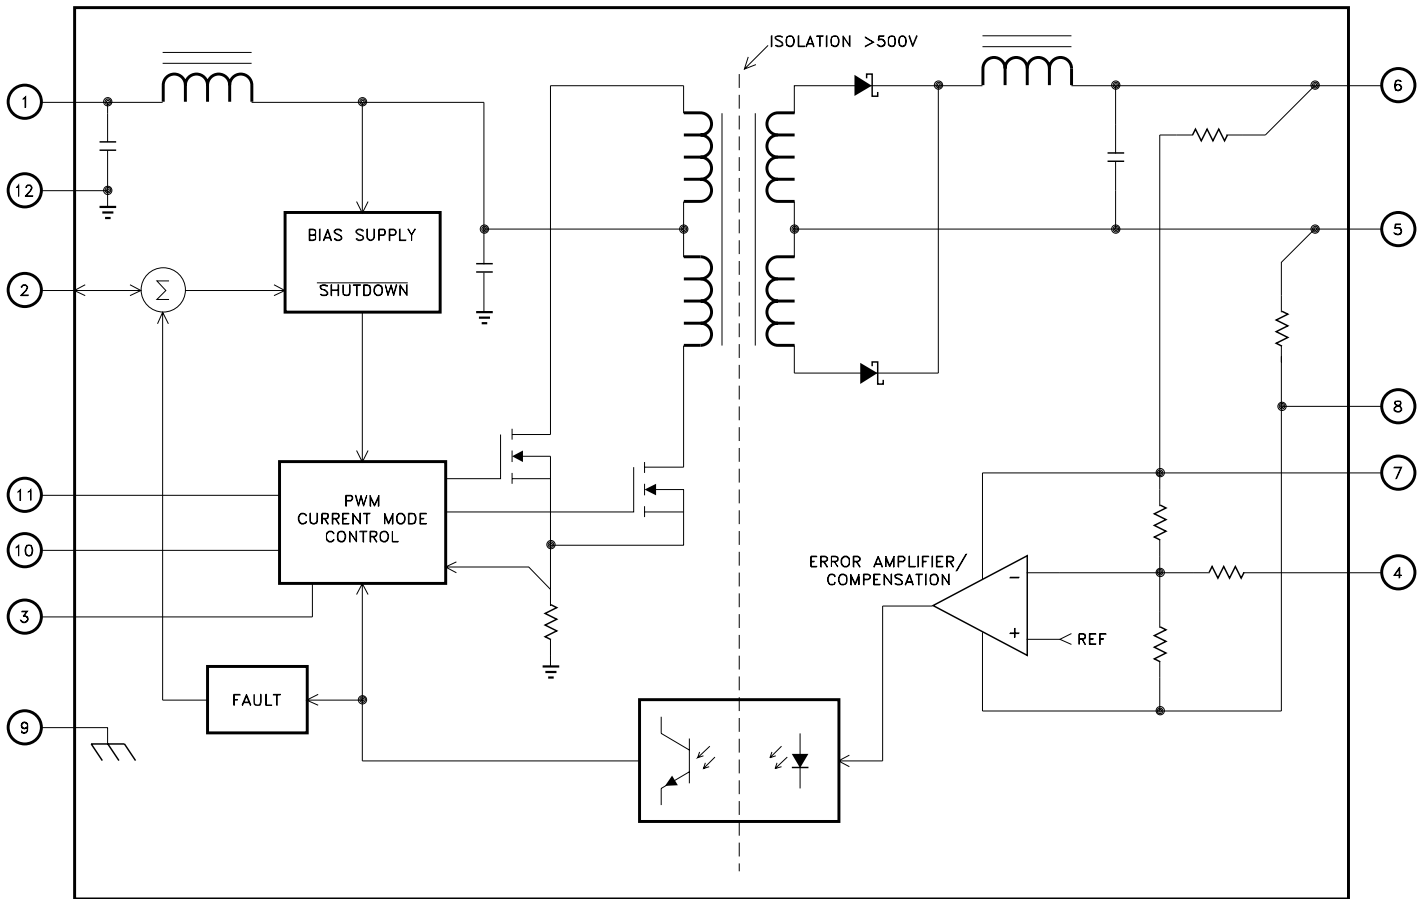 ISOLATION >500V
1
6
12
BIAS SUPPLY
5
2
Σ
SHUTDOWN
8
7
11
PWM
CURRENT MODE
CONTROL
10
ERROR AMPLIFIER/
COMPENSATION
−
4
3
+
REF
FAULT
9